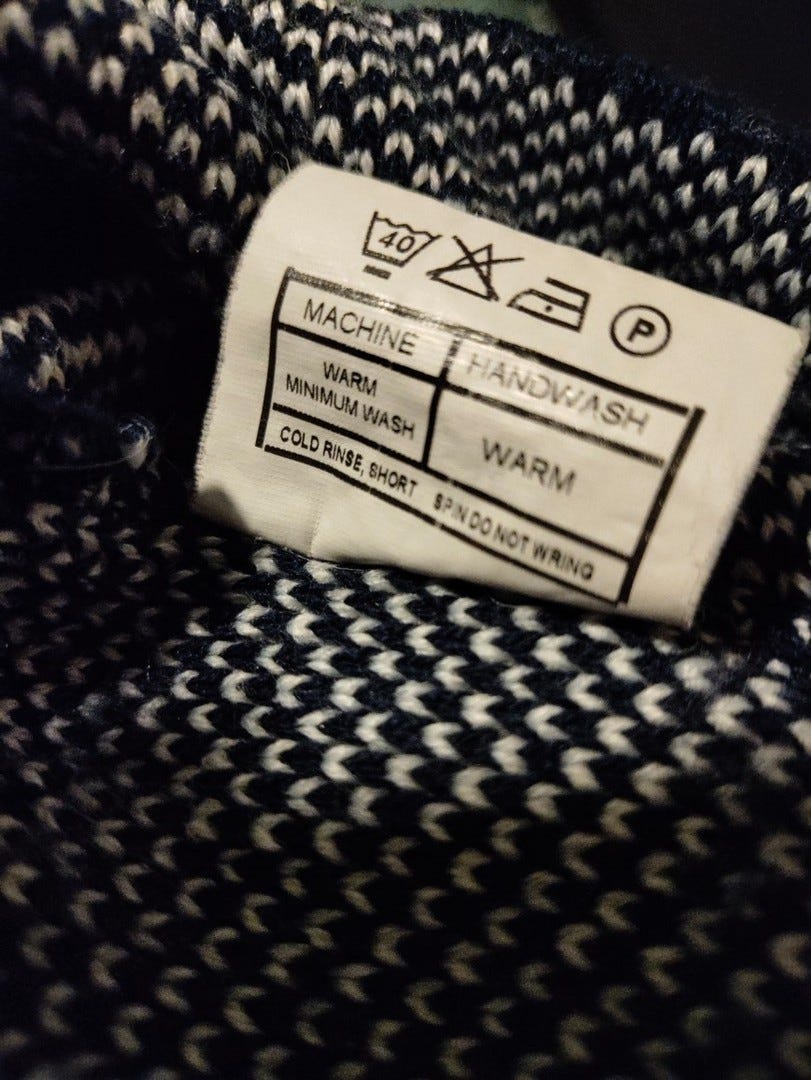 40 P
MACHINE HANDWASH
WARM
MINIMUM WASH
WARM
COLD RINSE, SHORT SPIN DO NOT WRING